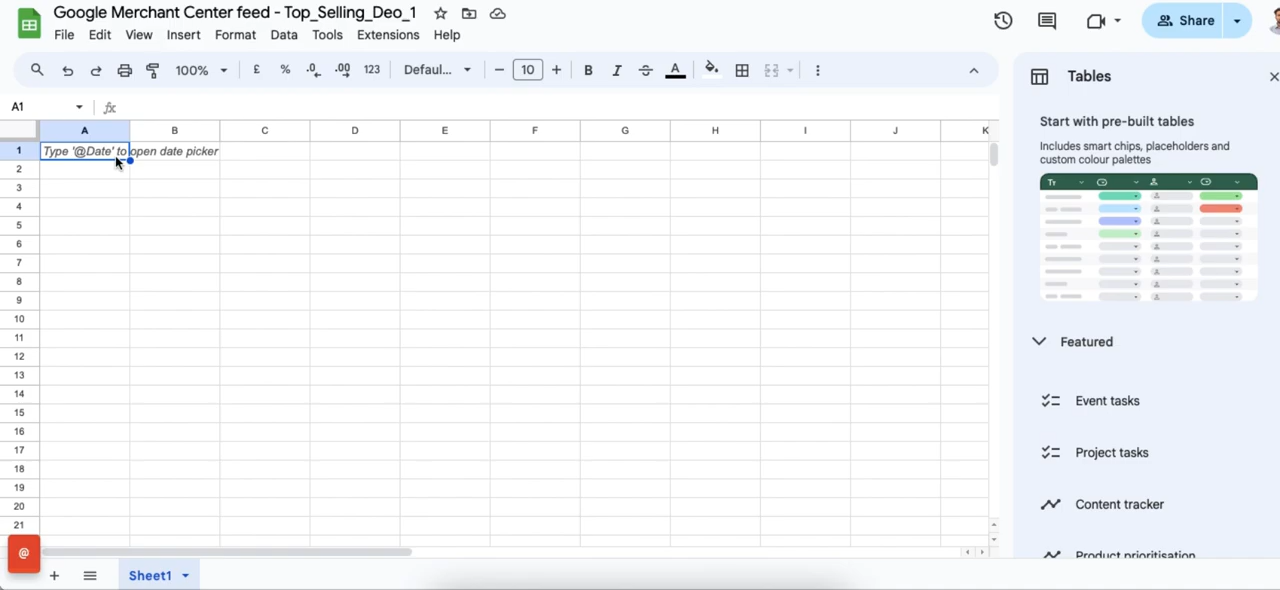 Google Merchant Center feed - Top_Selling_Deo_1
File Edit View Insert Format Data Tools Extensions Help
Share
100% £ % .0 .00 123 Defaul... − 10 + B I S A
A1 fx
A B C D E F G H I J K
1 Type '@Date' to open date picker
2
3
4
5
6
7
8
9
10
11
12
13
14
15
16
17
18
19
20
21
@
+ Sheet1
Tables
Start with pre-built tables
Includes smart chips, placeholders and
custom colour palettes
Tr
Featured
Event tasks
Project tasks
Content tracker
Product prioritisation